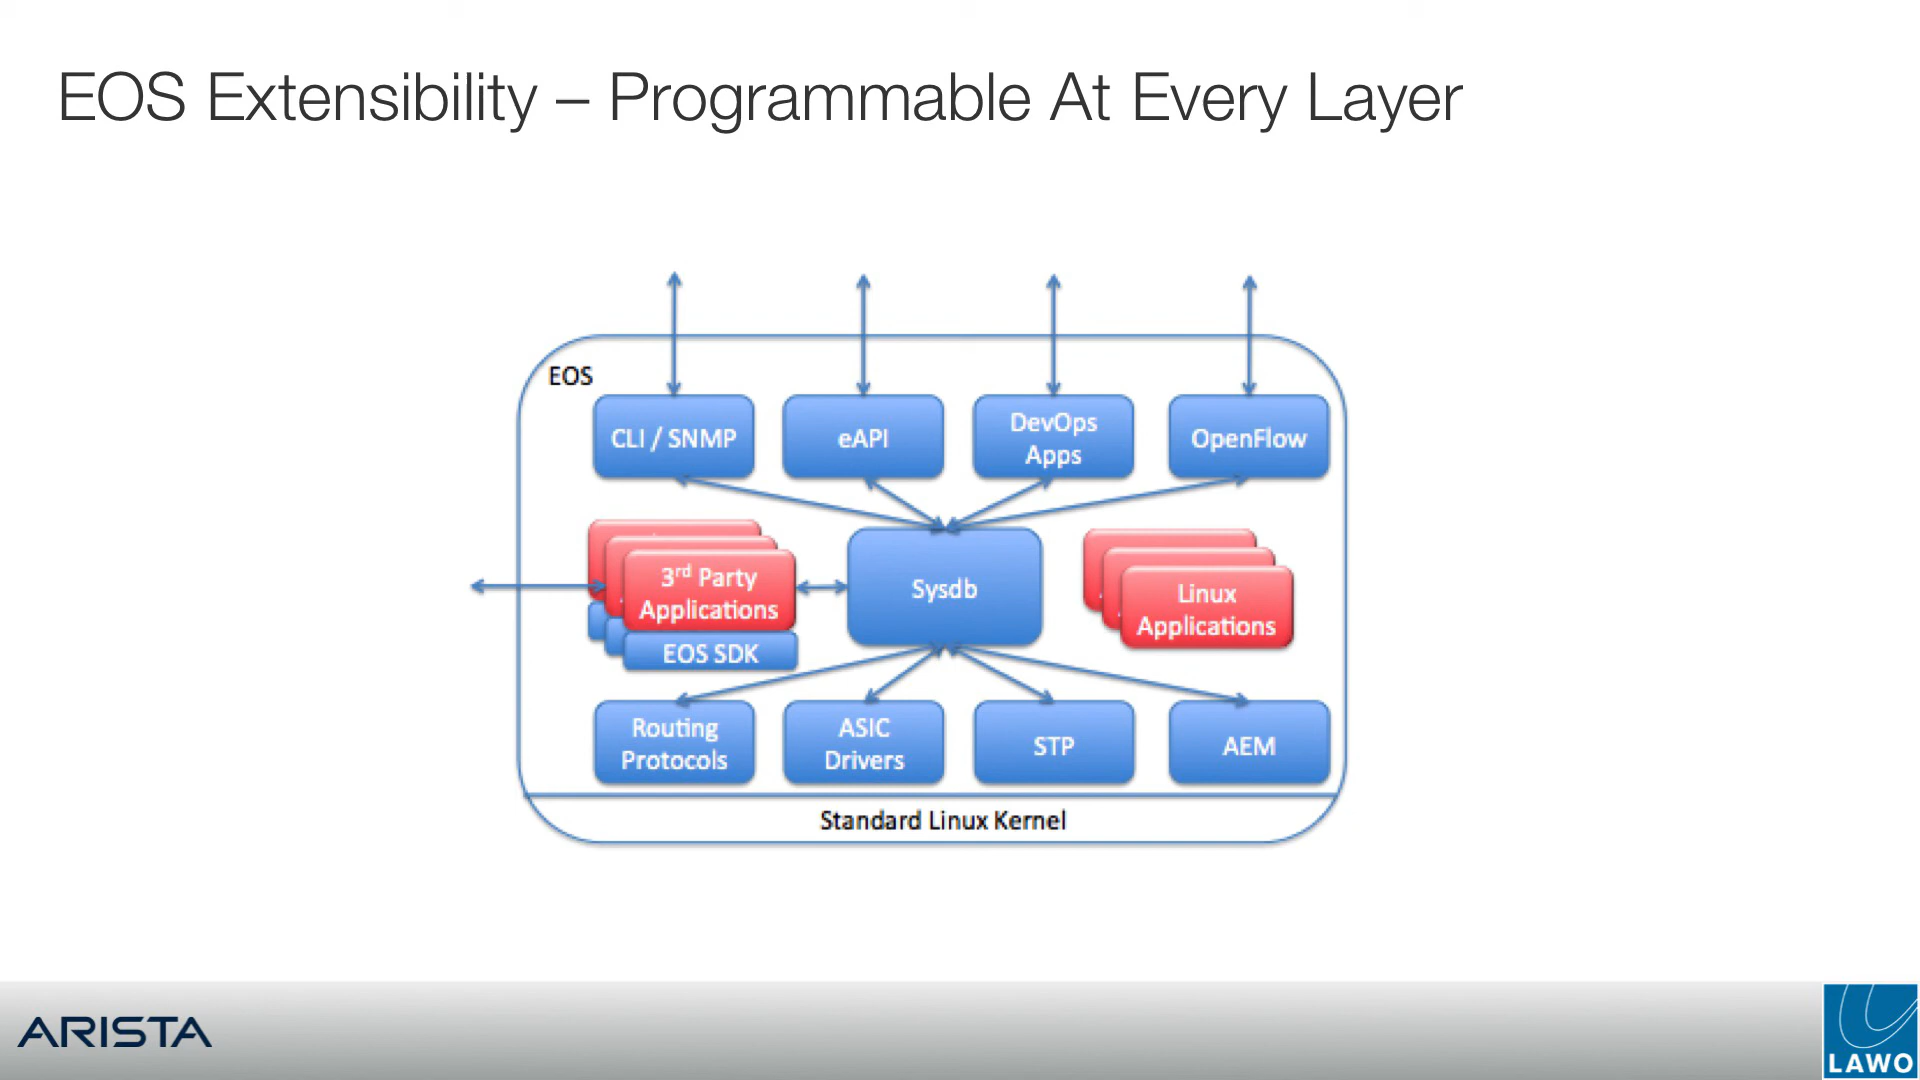 EOS Extensibility – Programmable At Every Layer
EOS
CLI / SNMP
eAPI
DevOps
Apps
OpenFlow
3rd Party
Applications
EOS SDK
Sysdb
Linux
Applications
Routing
Protocols
ASIC
Drivers
STP
AEM
Standard Linux Kernel
ARISTA
LAWO